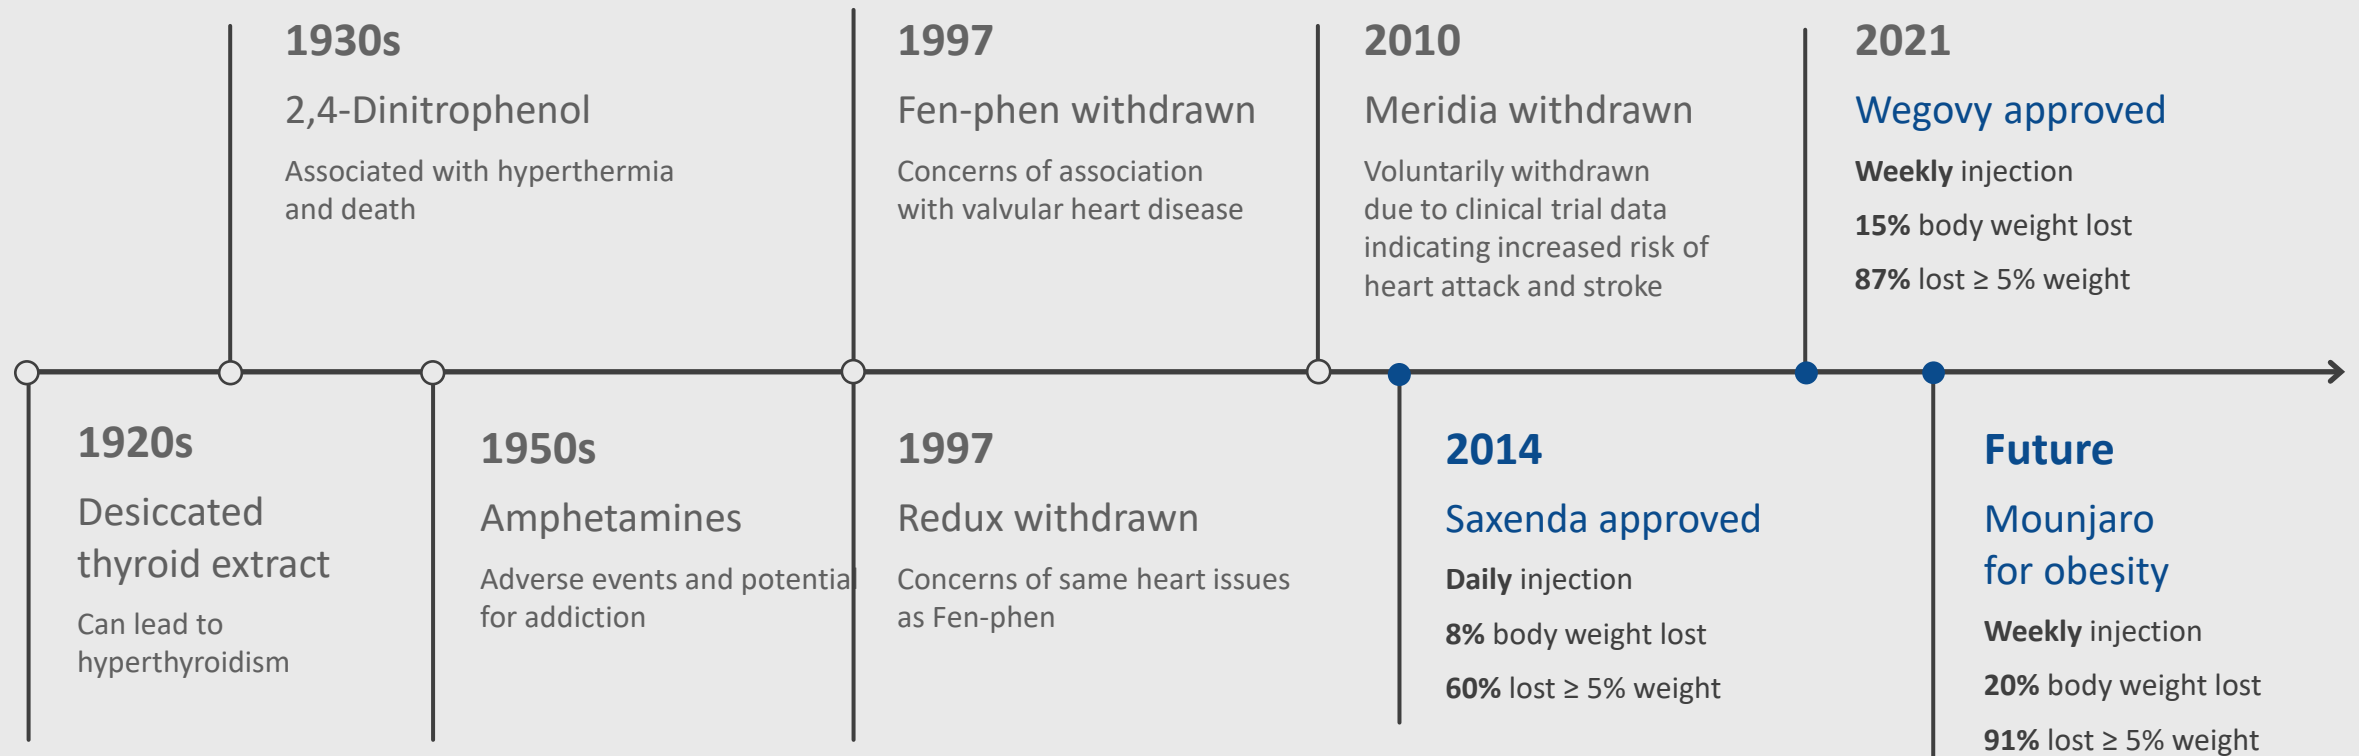 1930s
2,4-Dinitrophenol
Associated with hyperthermia
and death
1997
Fen-phen withdrawn
Concerns of association
with valvular heart disease
2010
Meridia withdrawn
Voluntarily withdrawn
due to clinical trial data
indicating increased risk of
heart attack and stroke
2021
Wegovy approved
Weekly injection
15% body weight lost
87% lost ≥ 5% weight
1920s
Desiccated
thyroid extract
Can lead to
hyperthyroidism
1950s
Amphetamines
Adverse events and potential
for addiction
1997
Redux withdrawn
Concerns of same heart issues
as Fen-phen
2014
Saxenda approved
Daily injection
8% body weight lost
60% lost ≥ 5% weight
Future
Mounjaro
for obesity
Weekly injection
20% body weight lost
91% lost ≥ 5% weight